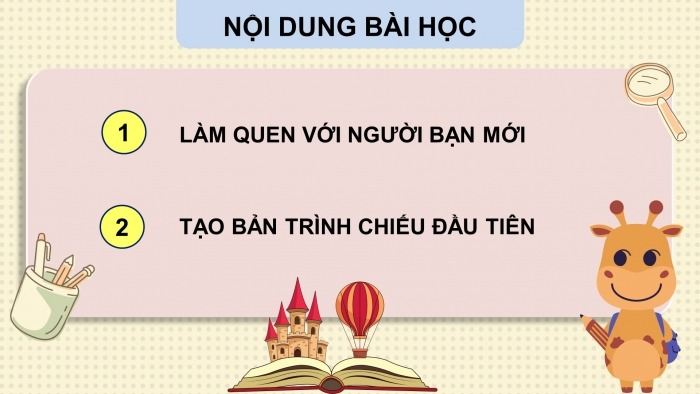 NỘI DUNG BÀI HỌC
1 LÀM QUEN VỚI NGƯỜI BẠN MỚI
2 TẠO BẢN TRÌNH CHIẾU ĐẦU TIÊN